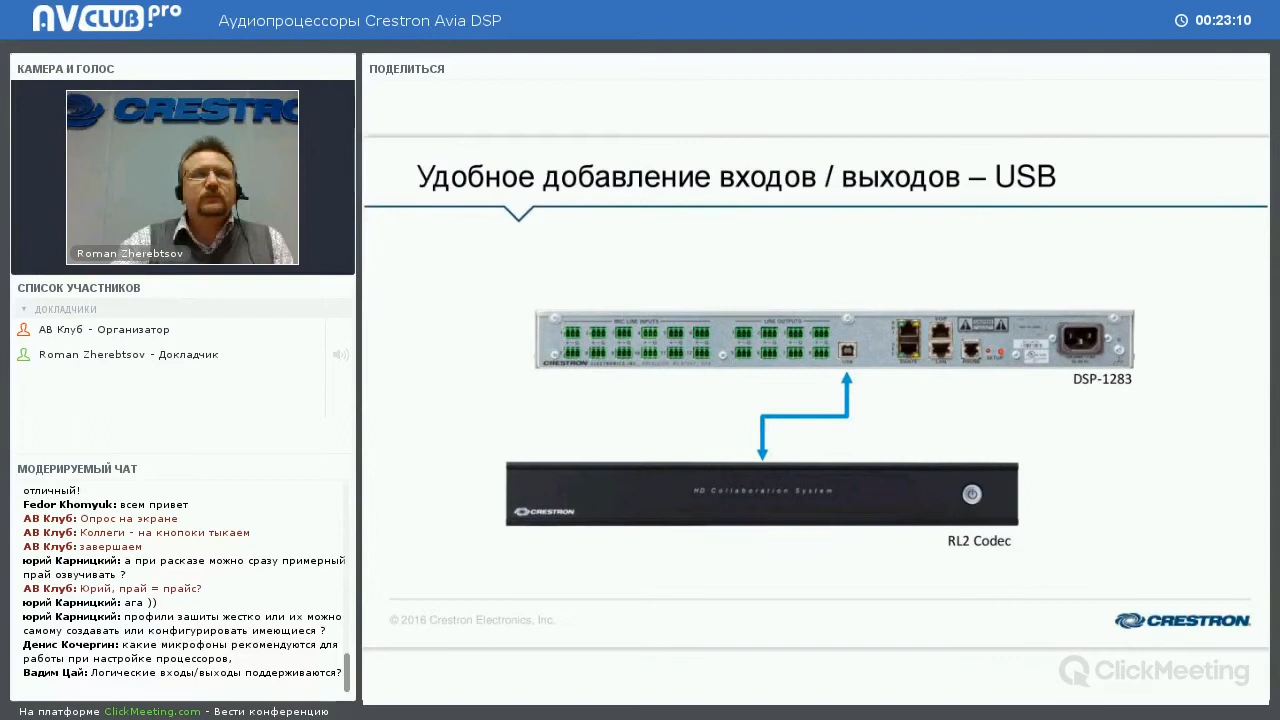 AVCLUB.pro
Аудиопроцессоры Crestron Avia DSP
00:23:10
КАМЕРА И ГОЛОС
CRESTRO
Roman Zherebtsov
СПИСОК УЧАСТНИКОВ
ДОКЛАДЧИКИ
АВ Клуб - Организатор
Roman Zherebtsov - Докладчик
МОДЕРИРУЕМЫЙ ЧАТ
отличный!
Fedor Khomyuk: всем привет
АВ Клуб: Опрос на экране
АВ Клуб: Коллеги - на кнопоки тыкаем
АВ Клуб: завершаем
юрий Карницкий: а при расказе можно сразу примерный
прай озвучивать ?
АВ Клуб: Юрий, прай = прайс?
юрий Карницкий: ага ))
юрий Карницкий: профили зашиты жестко или их можно
самому создавать или конфигурировать имеющиеся ?
Денис Кочергин: какие микрофоны рекомендуются для
работы при настройке процессоров,
Вадим Цай: Логические входы/выходы поддерживаются?
На платформе ClickMeeting.com - Вести конференцию
ПОДЕЛИТЬСЯ
Удобное добавление входов / выходов – USB
MIC/LINE INPUTS
LINE OUTPUTS
CRESTRON
DSP-1283
HD Collaboration System
CRESTRON
RL2 Codec
© 2016 Crestron Electronics, Inc.
CRESTRON
ClickMeeting